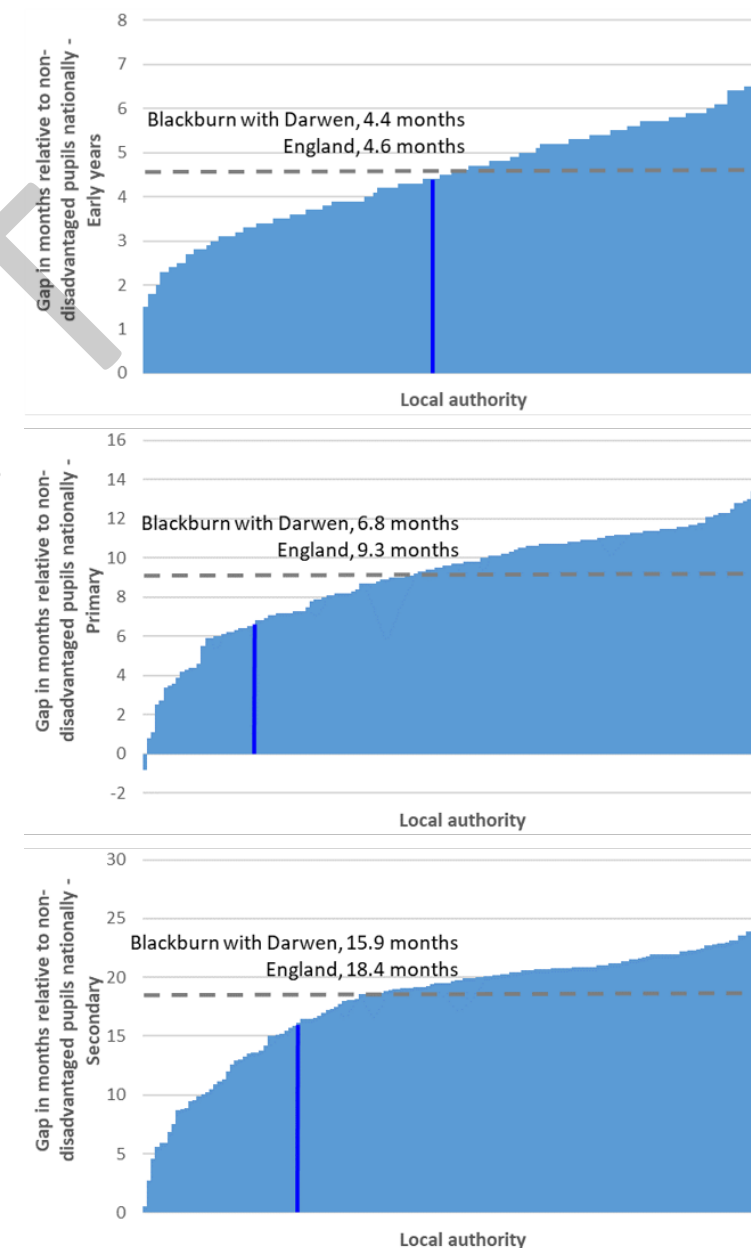 Gap in months relative to non-
disadvantaged pupils nationally -
Early years
8
7
6
5
4
3
2
1
0
Blackburn with Darwen, 4.4 months
England, 4.6 months
Local authority
Gap in months relative to non-
disadvantaged pupils nationally -
Primary
16
14
12
10
8
6
4
2
0
-2
Blackburn with Darwen, 6.8 months
England, 9.3 months
Local authority
Gap in months relative to non-
disadvantaged pupils nationally -
Secondary
30
25
20
15
10
5
0
Blackburn with Darwen, 15.9 months
England, 18.4 months
Local authority